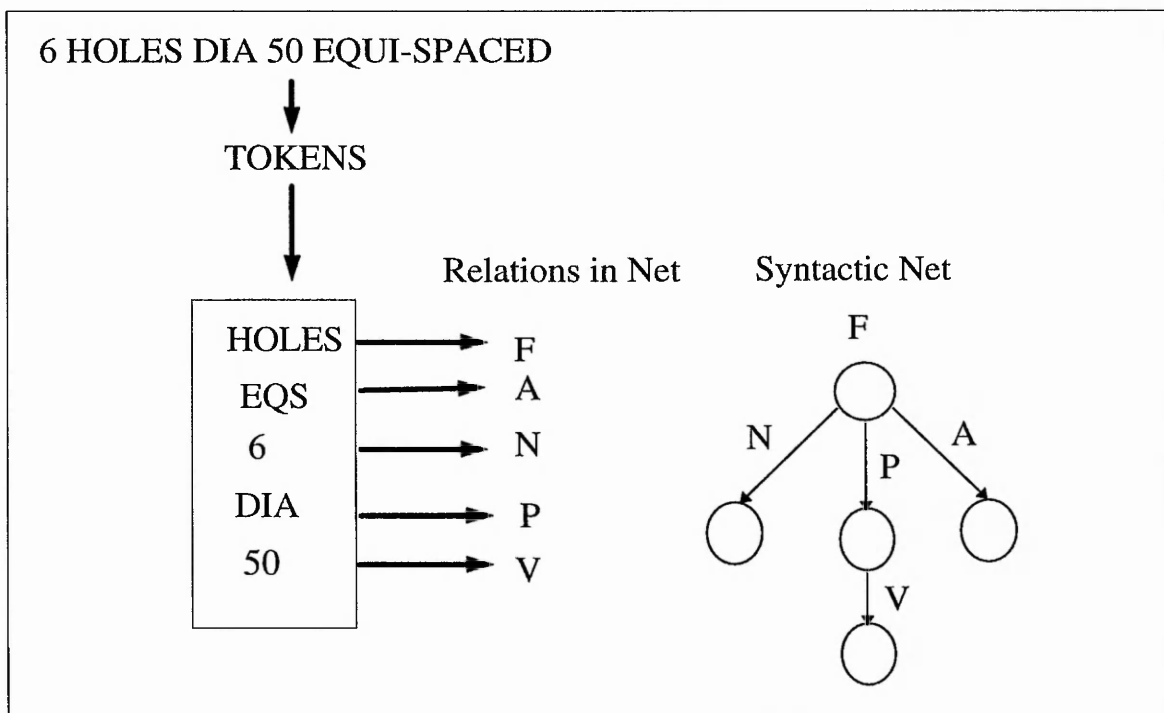 6 HOLES DIA 50 EQUI-SPACED
TOKENS
Relations in Net
Syntactic Net
HOLES
F
EQS
A
6
N
DIA
P
50
V
F
N
P
A
V